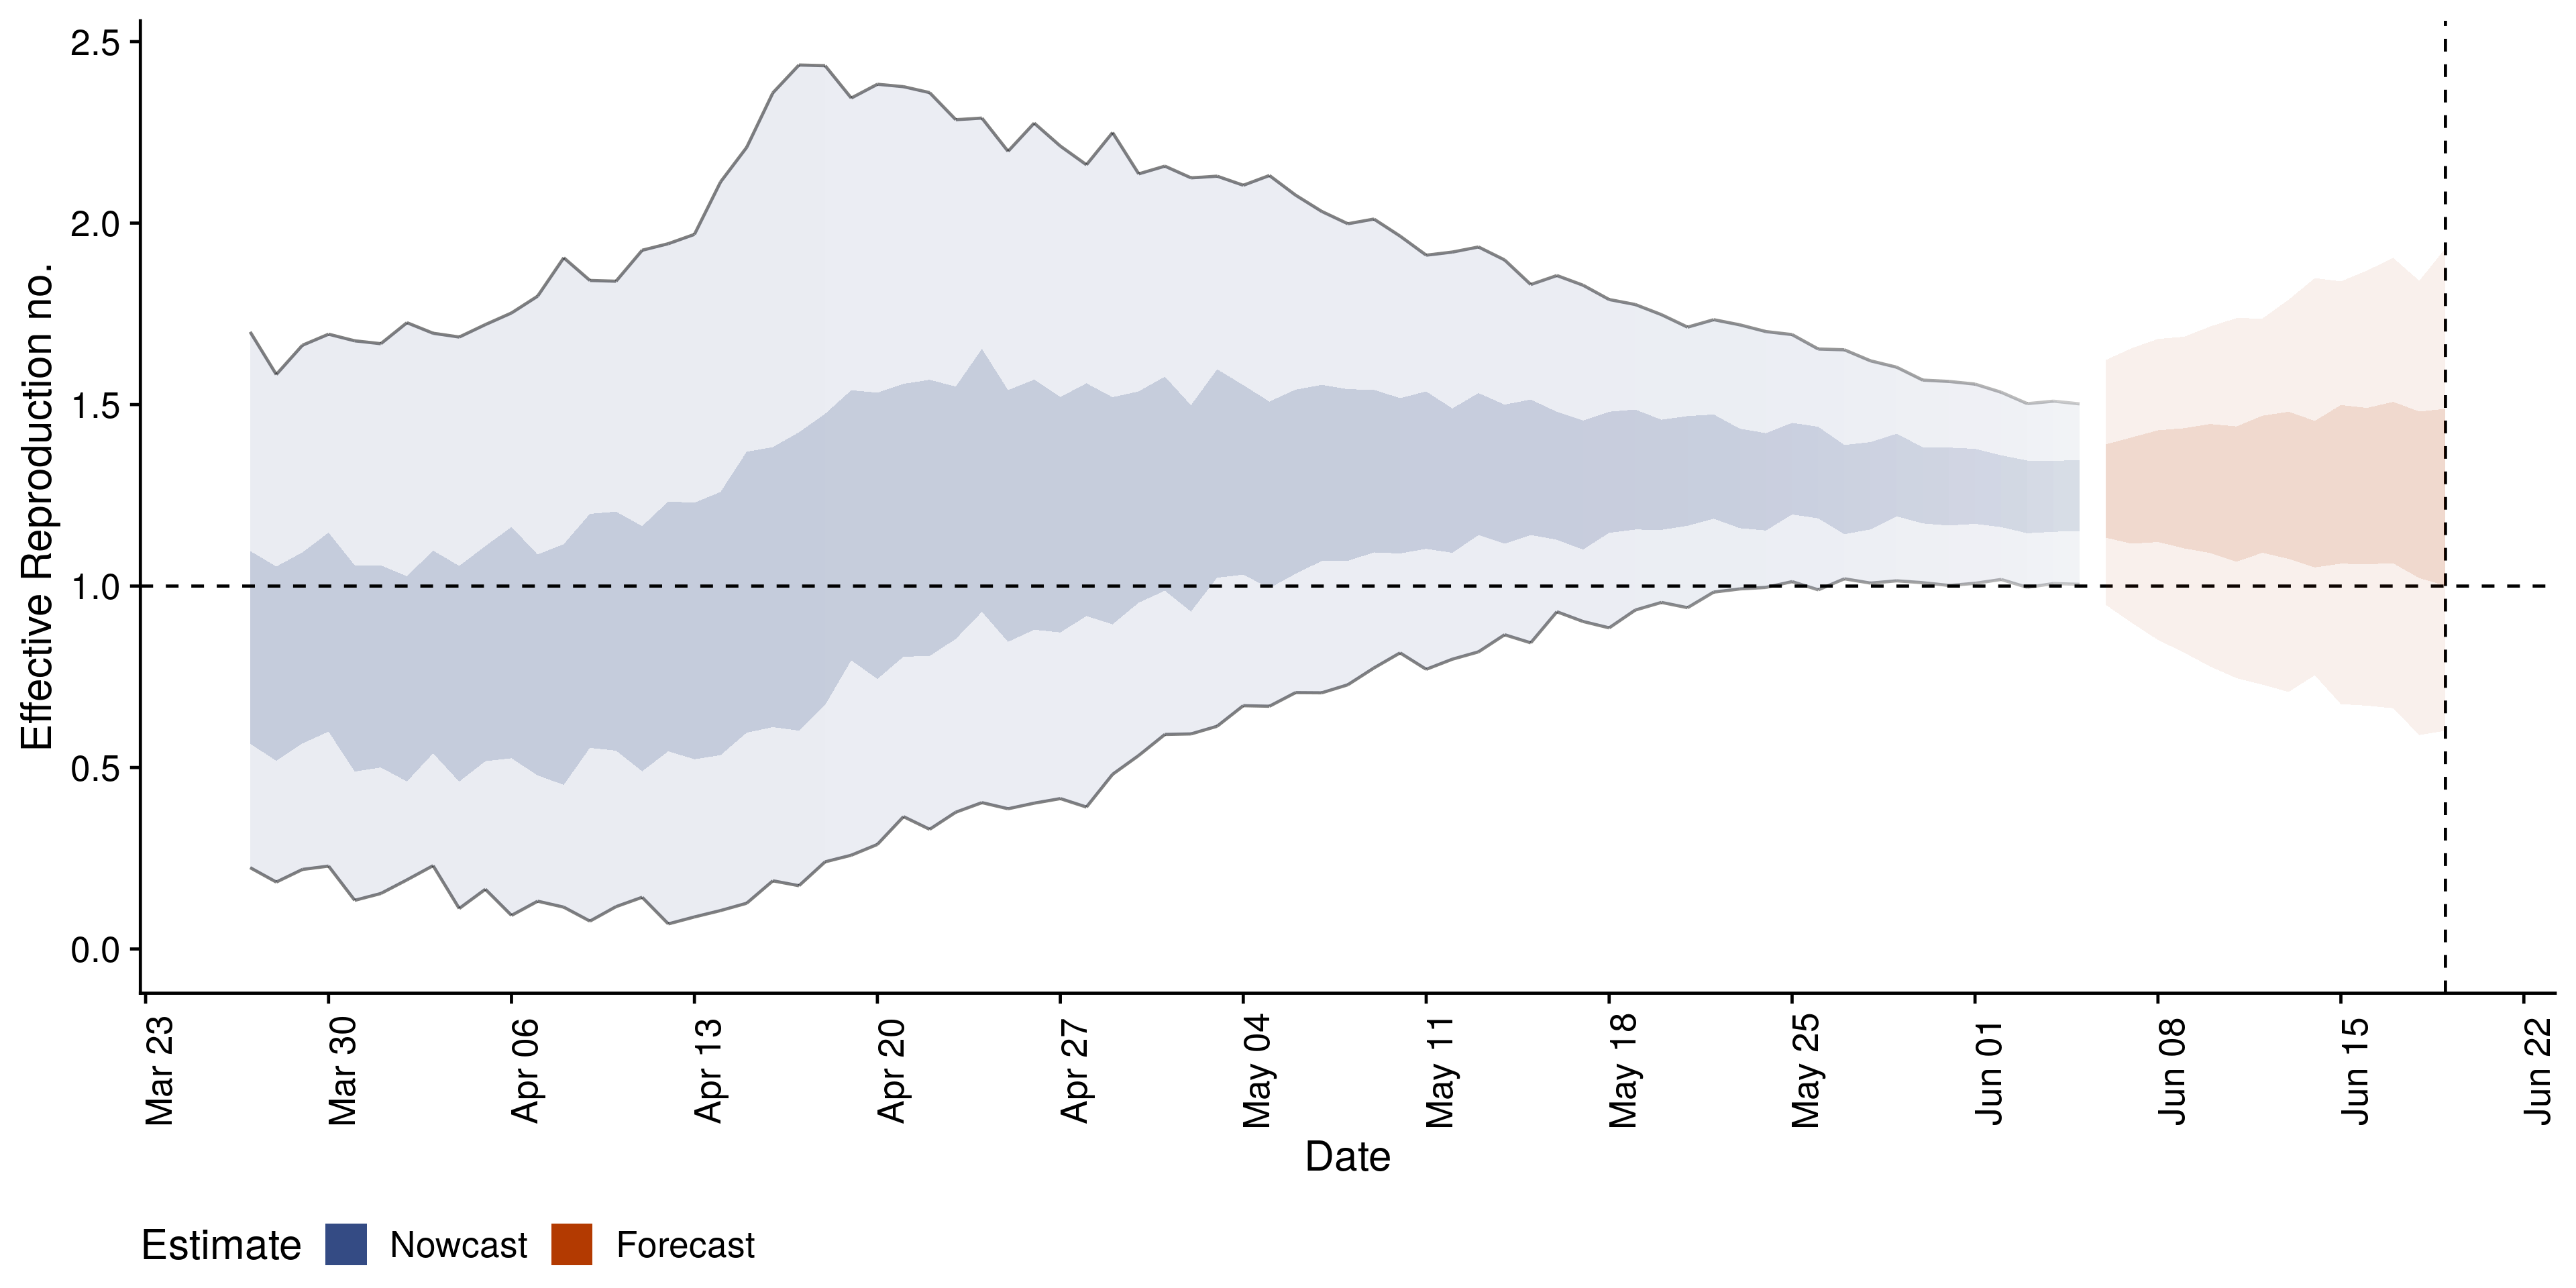 Effective Reproduction no.
2.5
2.0
1.5
1.0
0.5
0.0
Mar 23
Mar 30
Apr 06
Apr 13
Apr 20
Apr 27
May 04
May 11
May 18
May 25
Jun 01
Jun 08
Jun 15
Jun 22
Date
Estimate Nowcast Forecast